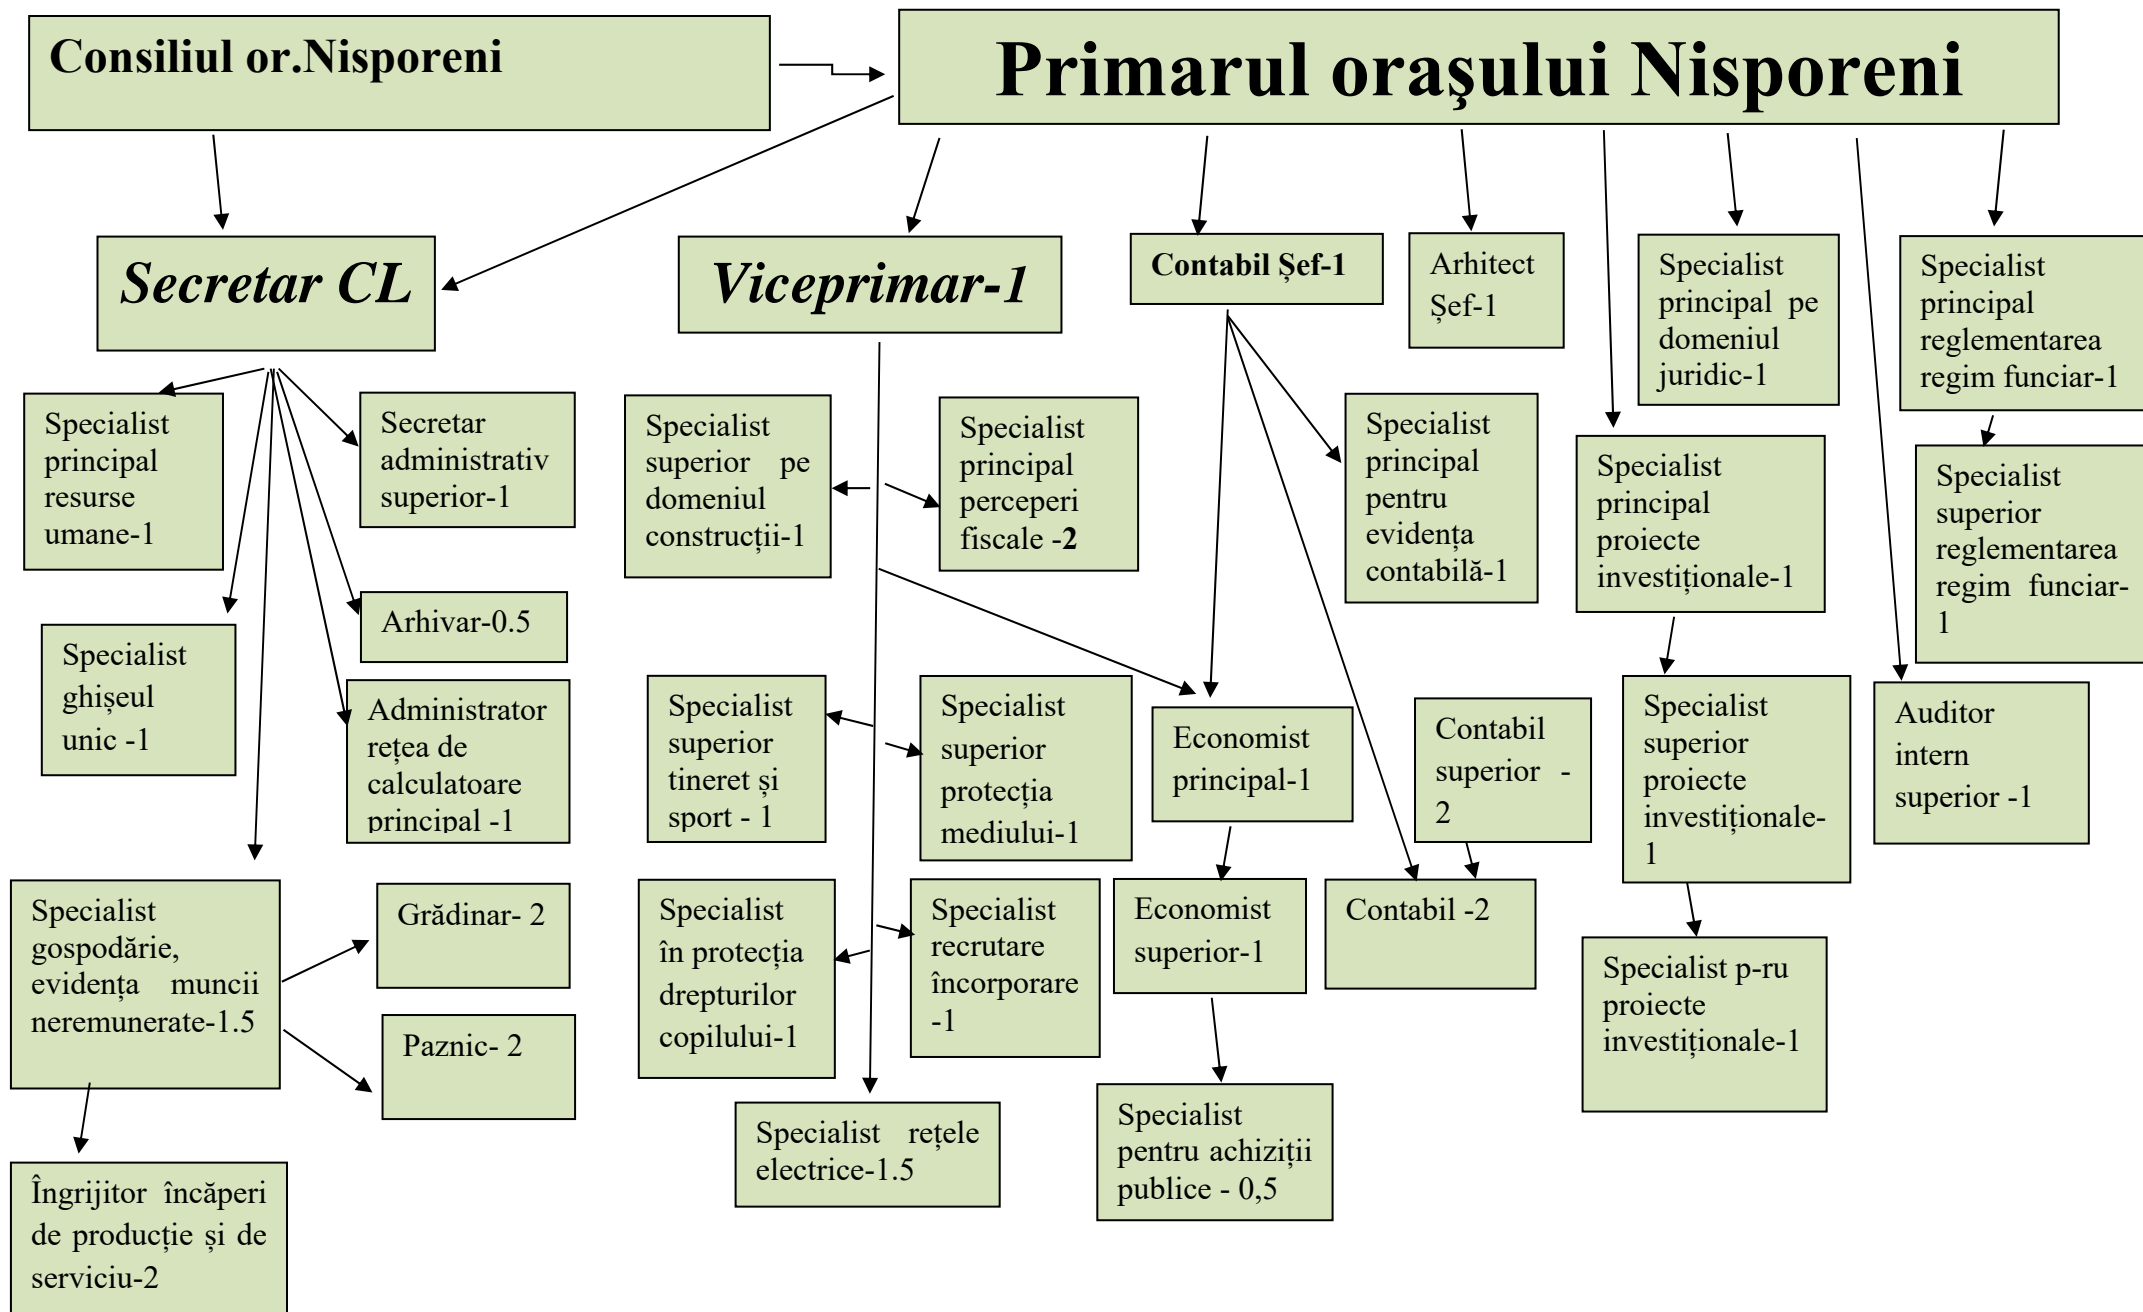 Consiliul or.Nisporeni
Primarul orașului Nisporeni
Secretar CL
Viceprimar-1
Contabil Șef-1
Arhitect
Șef-1
Specialist
principal pe
domeniul
juridic-1
Specialist
principal
reglementarea
regim funciar-1
Specialist
principal
resurse
umane-1
Secretar
administrativ
superior-1
Specialist
superior pe
domeniul
construcții-1
Specialist
principal
perceperi
fiscale -2
Specialist
principal
pentru
evidența
contabilă-1
Specialist
principal
proiecte
investiționale-1
Specialist
superior
reglementarea
regim funciar-
1
Arhivar-0.5
Specialist
ghișeul
unic -1
Administrator
rețea de
calculatoare
principal -1
Specialist
superior
tineret și
sport - 1
Specialist
superior
protecția
mediului-1
Economist
principal-1
Contabil
superior -
2
Specialist
superior
proiecte
investiționale-
1
Auditor
intern
superior -1
Specialist
gospodărie,
evidența muncii
neremunerate-1.5
Grădinar- 2
Paznic- 2
Specialist
în protecția
drepturilor
copilului-1
Specialist
recrutare
încorporare
-1
Economist
superior-1
Contabil -2
Specialist p-ru
proiecte
investiționale-1
Specialist rețele
electrice-1.5
Specialist
pentru achiziții
publice - 0,5
Îngrijitor încăperi
de producție și de
serviciu-2